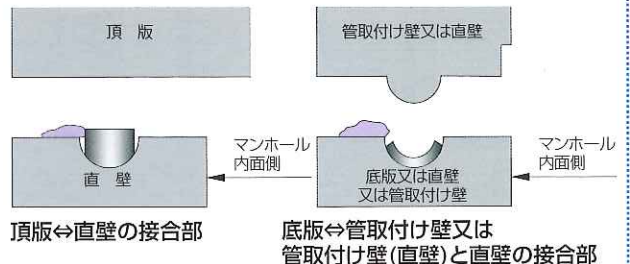 頂 版
管取付け壁又は直壁
マンホール
内面側
直 壁
マンホール
内面側
底版又は直壁
又は管取付け壁
頂版⇔直壁の接合部
底版⇔管取付け壁又は
管取付け壁(直壁)と直壁の接合部